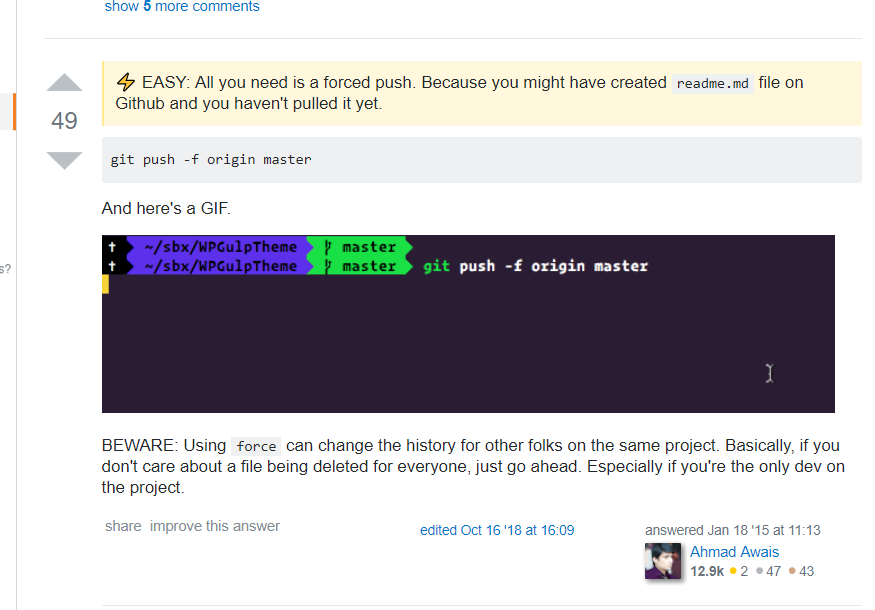 show 5 more comments
⚡ EASY: All you need is a forced push. Because you might have created readme.md file on
Github and you haven't pulled it yet.
49
git push -f origin master
And here's a GIF.
~/sbx/WPGulpTheme master
~/sbx/WPGulpTheme master git push -f origin master
s?
BEWARE: Using force can change the history for other folks on the same project. Basically, if you
don't care about a file being deleted for everyone, just go ahead. Especially if you're the only dev on
the project.
share improve this answer
edited Oct 16 '18 at 16:09
answered Jan 18 '15 at 11:13
Ahmad Awais
12.9k ● 2 ● 47 ● 43